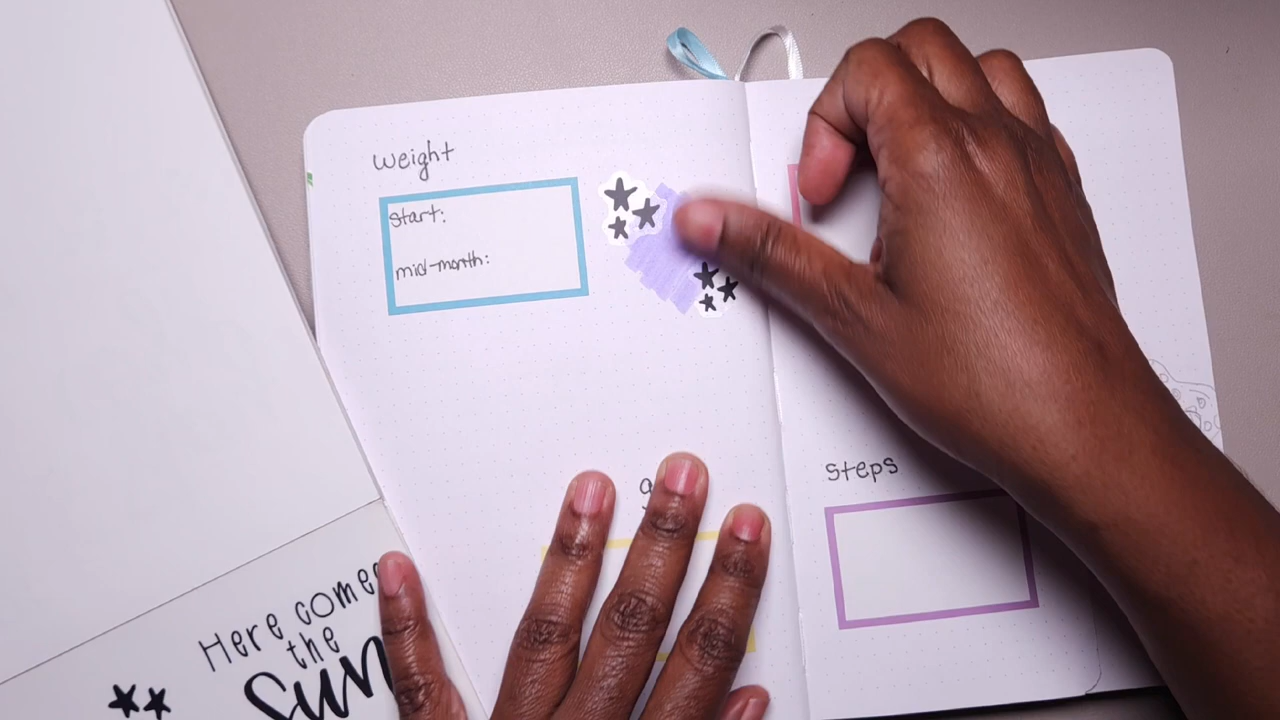 Weight
start:
mid-month:
steps
Here comes
the
Sun